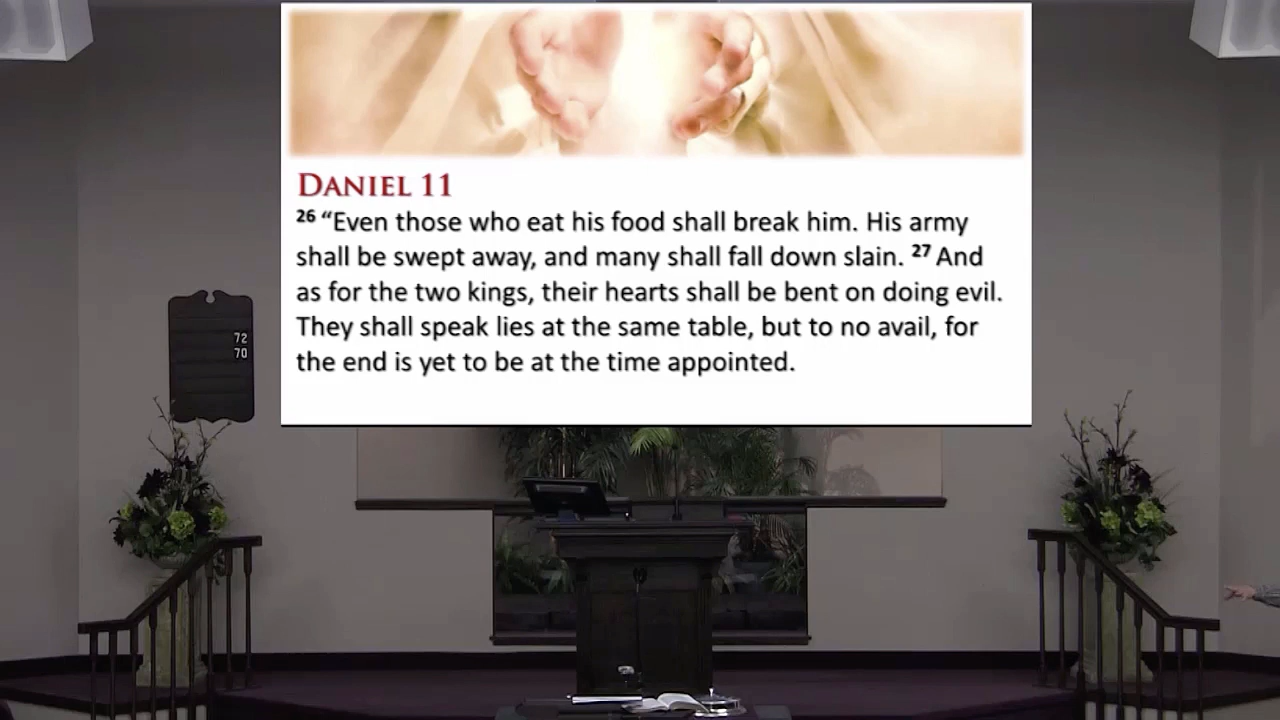 DANIEL 11
26 “Even those who eat his food shall break him. His army
shall be swept away, and many shall fall down slain. 27 And
as for the two kings, their hearts shall be bent on doing evil.
They shall speak lies at the same table, but to no avail, for
the end is yet to be at the time appointed.
72
70